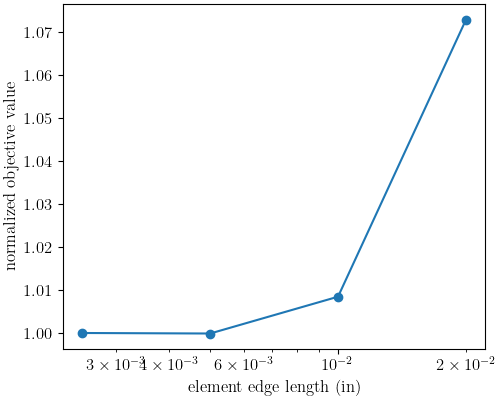 1.07
1.06
1.05
1.04
1.03
1.02
1.01
1.00
normalized objective value
3 × 10⁻³ 4 × 10⁻³ 6 × 10⁻³ 10⁻² 2 × 10⁻²
element edge length (in)